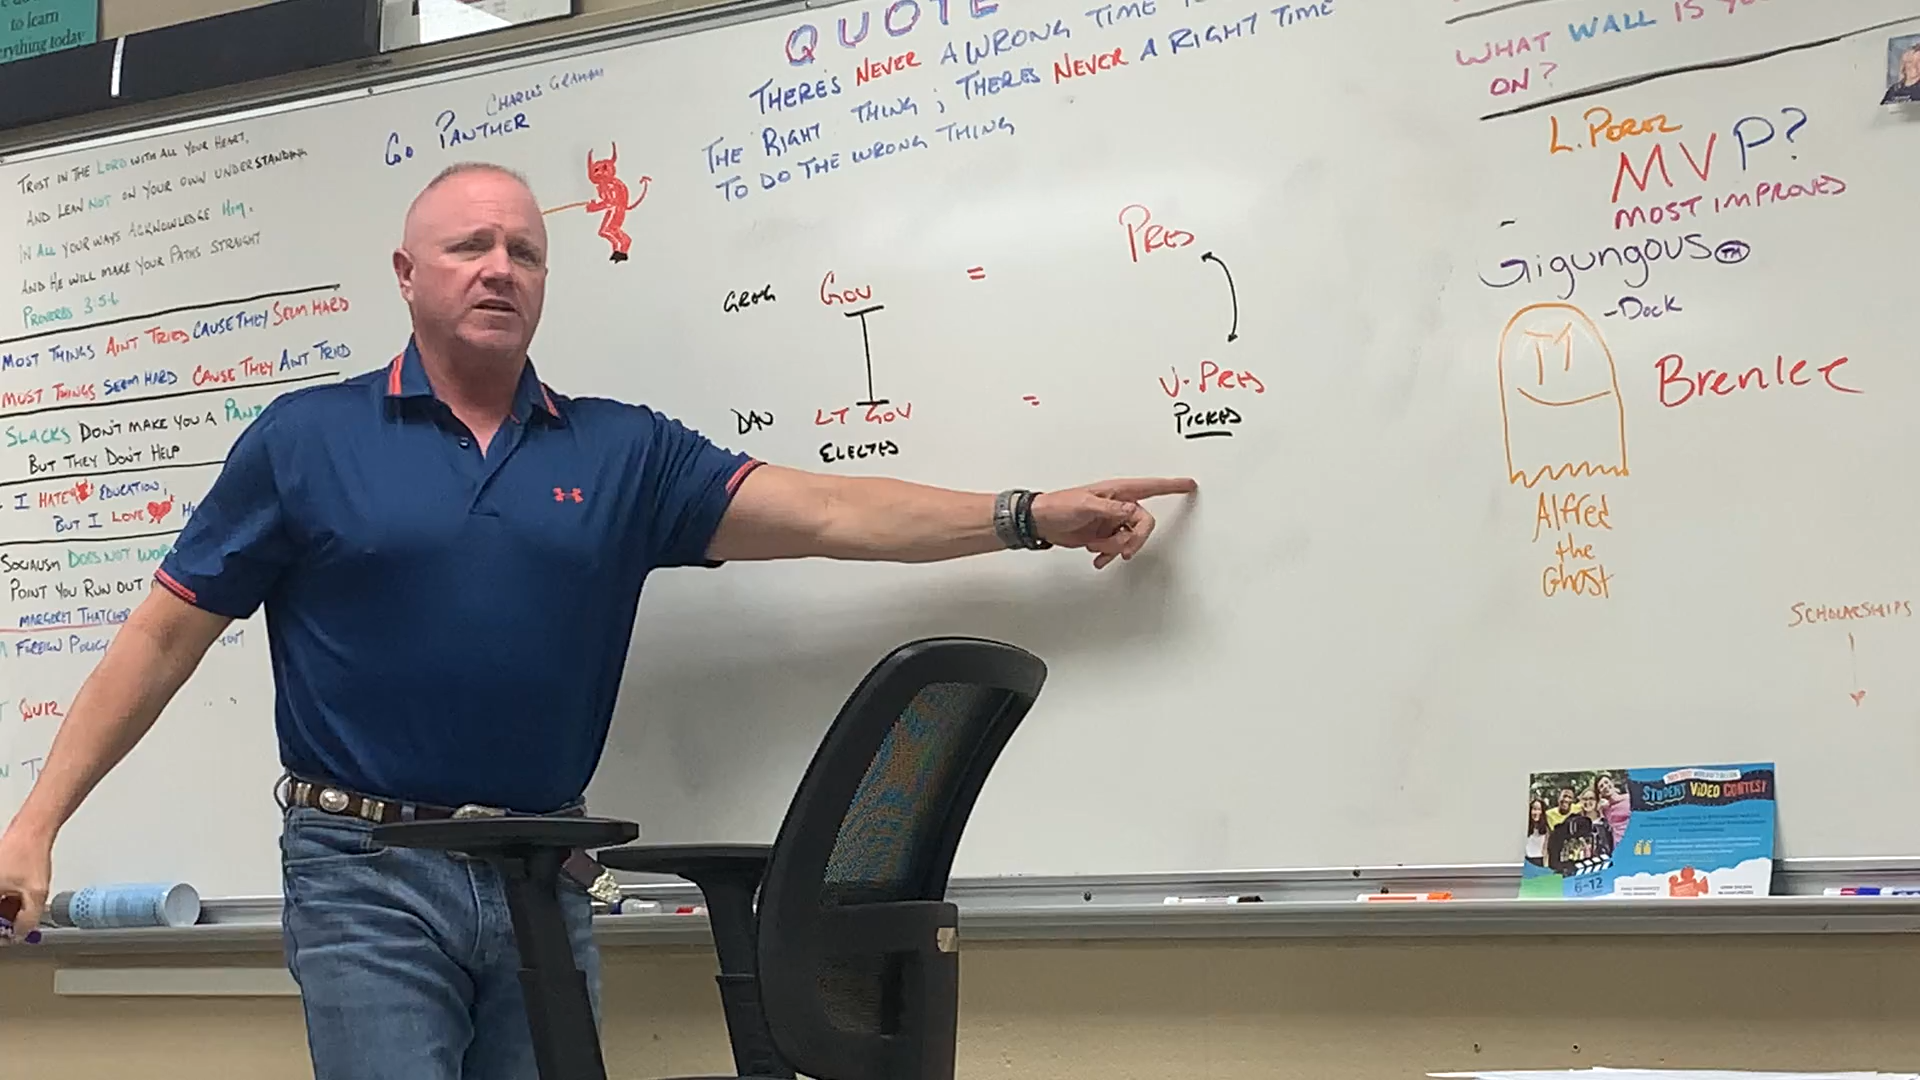 to learn
everything today
TRUST IN THE LORD WITH ALL YOUR HEART,
AND LEAN NOT ON YOUR OWN UNDERSTANDING
IN ALL YOUR WAYS ACKNOWLEDGE HIM,
AND HE WILL MAKE YOUR PATHS STRAIGHT
PROVERBS 3:5-6
MOST THINGS AIN'T TRIED CAUSE THEY SEEM HARD
MOST THINGS SEEM HARD CAUSE THEY AINT TRIED
SLACKS DON'T MAKE YOU A
BUT THEY DON'T HELP
I HATE EDUCATION,
BUT I LOVE
SOCIALISM DOES NOT
POINT YOU RUN OUT
MARGARET THATCHER
FOREIGN POLICY
QUIZ
CHARLIS GRAHAM
GO PANTHER
QUOTE
THERE'S NEVER A WRONG TIME
THE RIGHT THING; THERE'S NEVER A RIGHT TIME
TO DO THE WRONG THING
GREG GOV = PRES
DAN LT GOV = V-PRES
ELECTED PICKED
WHAT WALL IS
ON?
L. PEREZ
MVP?
MOST IMPROVED
Gigungous TM
-Dock
Brenlee
Alfred
the
Ghost
SCHOLARSHIPS
STUDENT VIDEO CONTEST
6-12